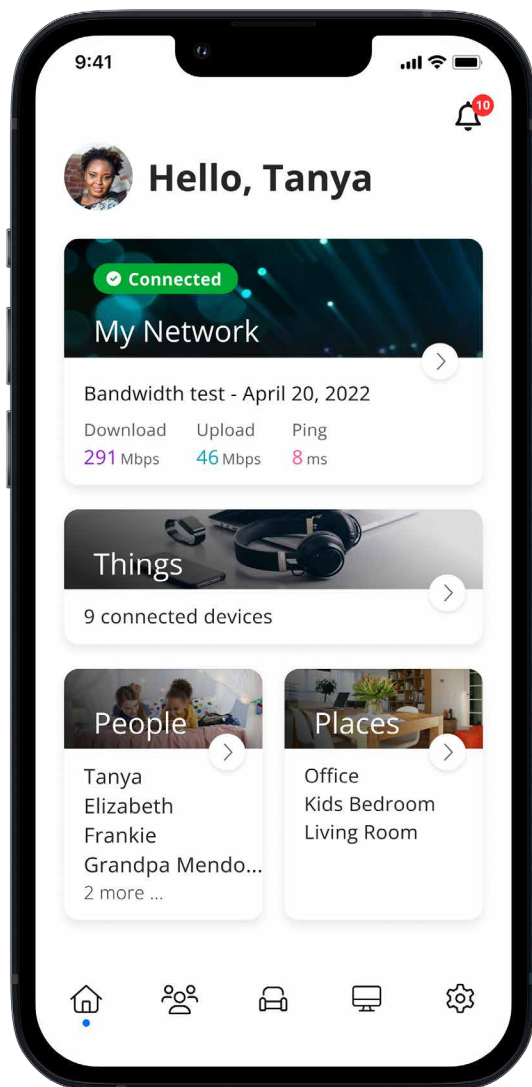 9:41
10
Hello, Tanya
Connected
My Network
Bandwidth test - April 20, 2022
Download Upload Ping
291 Mbps 46 Mbps 8 ms
Things
9 connected devices
People
Tanya
Elizabeth
Frankie
Grandpa Mendo...
2 more ...
Places
Office
Kids Bedroom
Living Room